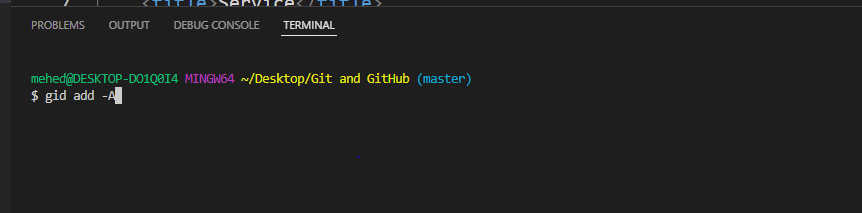 7 <title>Service</title>
PROBLEMS OUTPUT DEBUG CONSOLE TERMINAL
mehed@DESKTOP-DO1Q0I4 MINGW64 ~/Desktop/Git and GitHub (master)
$ gid add -A